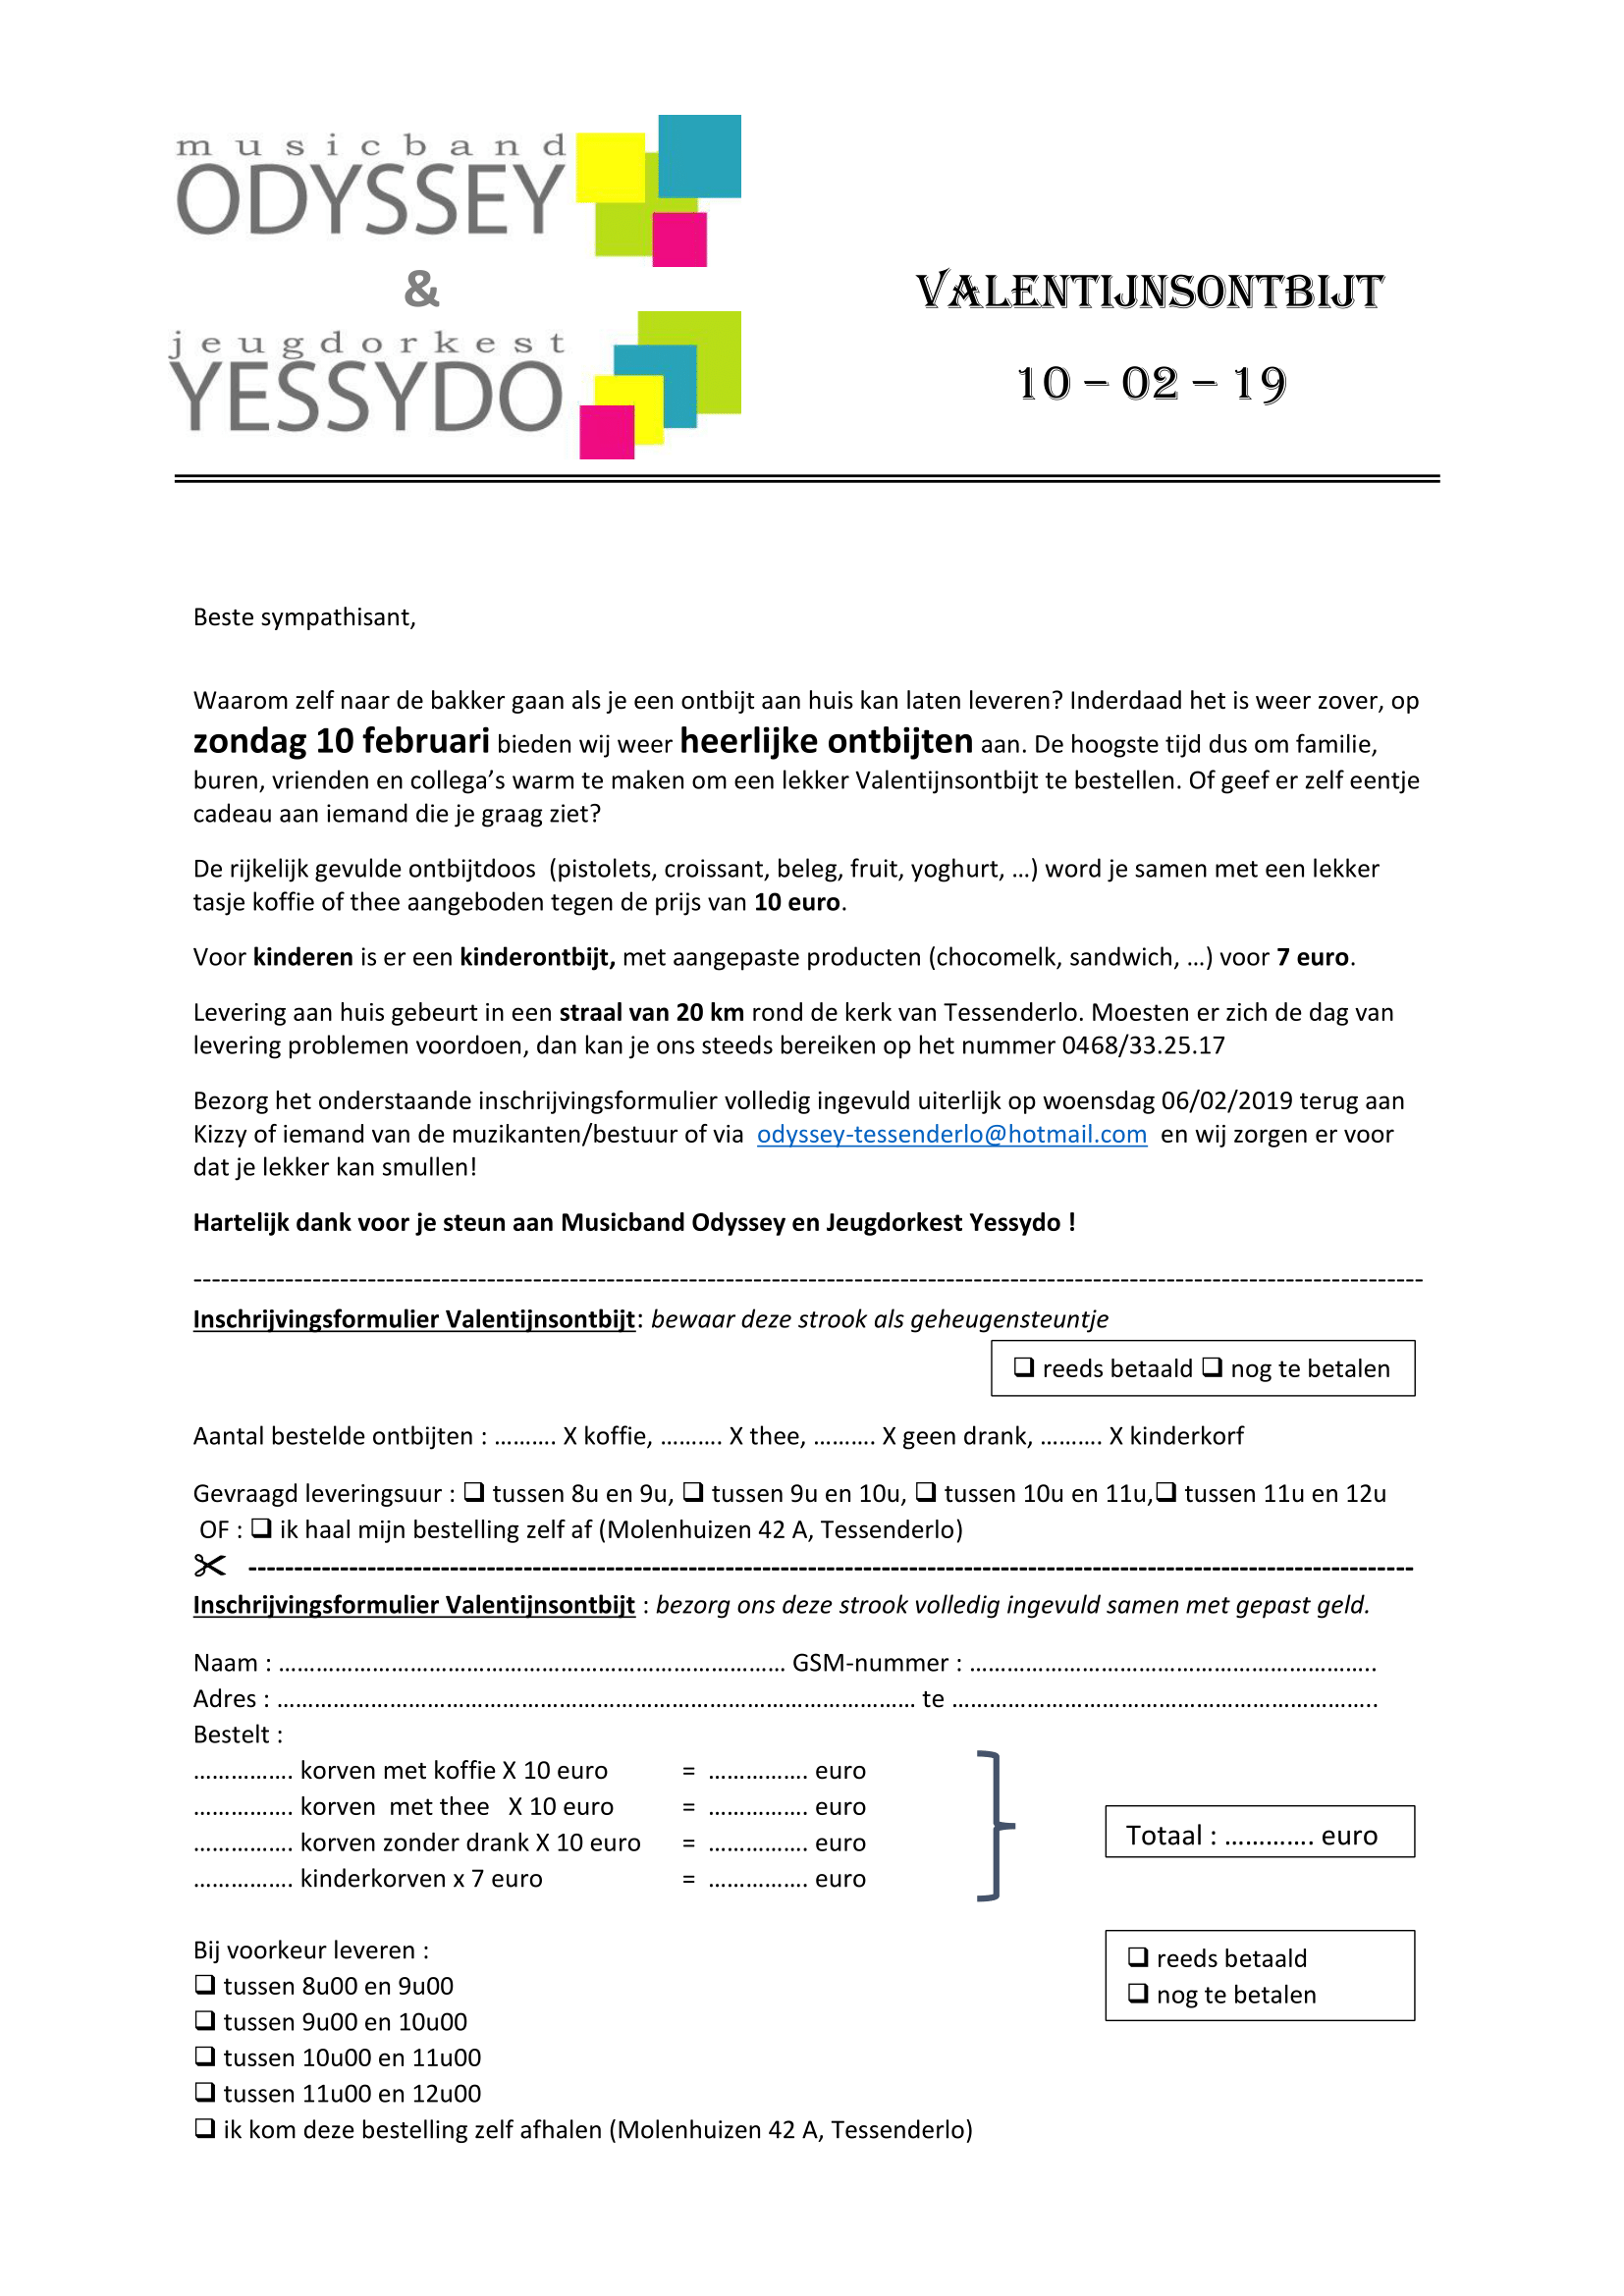 musicband
ODYSSEY
&
jeugdorkest
YESSYDO
VALENTIJNSONTBIJT
10 – 02 – 19
Beste sympathisant,
Waarom zelf naar de bakker gaan als je een ontbijt aan huis kan laten leveren? Inderdaad het is weer zover, op
zondag 10 februari bieden wij weer heerlijke ontbijten aan. De hoogste tijd dus om familie,
buren, vrienden en collega’s warm te maken om een lekker Valentijnsontbijt te bestellen. Of geef er zelf eentje
cadeau aan iemand die je graag ziet?
De rijkelijk gevulde ontbijtdoos  (pistolets, croissant, beleg, fruit, yoghurt, …) word je samen met een lekker
tasje koffie of thee aangeboden tegen de prijs van 10 euro.
Voor kinderen is er een kinderontbijt, met aangepaste producten (chocomelk, sandwich, …) voor 7 euro.
Levering aan huis gebeurt in een straal van 20 km rond de kerk van Tessenderlo. Moesten er zich de dag van
levering problemen voordoen, dan kan je ons steeds bereiken op het nummer 0468/33.25.17
Bezorg het onderstaande inschrijvingsformulier volledig ingevuld uiterlijk op woensdag 06/02/2019 terug aan
Kizzy of iemand van de muzikanten/bestuur of via  odyssey-tessenderlo@hotmail.com  en wij zorgen er voor
dat je lekker kan smullen!
Hartelijk dank voor je steun aan Musicband Odyssey en Jeugdorkest Yessydo !
Inschrijvingsformulier Valentijnsontbijt: bewaar deze strook als geheugensteuntje
❑ reeds betaald ❑ nog te betalen
Aantal bestelde ontbijten : ………. X koffie, ………. X thee, ………. X geen drank, ………. X kinderkorf
Gevraagd leveringsuur : ❑ tussen 8u en 9u, ❑ tussen 9u en 10u, ❑ tussen 10u en 11u,❑ tussen 11u en 12u
OF : ❑ ik haal mijn bestelling zelf af (Molenhuizen 42 A, Tessenderlo)
Inschrijvingsformulier Valentijnsontbijt : bezorg ons deze strook volledig ingevuld samen met gepast geld.
Naam : ……………………………………………………………………… GSM-nummer : ………………………………………………………..
Adres : ………………………………………………………………………………………… te …………………………………………………………..
Bestelt :
……………. korven met koffie X 10 euro = ……………. euro
……………. korven  met thee   X 10 euro = ……………. euro
……………. korven zonder drank X 10 euro = ……………. euro
……………. kinderkorven x 7 euro = ……………. euro
Totaal : …………. euro
Bij voorkeur leveren :
❑ tussen 8u00 en 9u00
❑ tussen 9u00 en 10u00
❑ tussen 10u00 en 11u00
❑ tussen 11u00 en 12u00
❑ ik kom deze bestelling zelf afhalen (Molenhuizen 42 A, Tessenderlo)
❑ reeds betaald
❑ nog te betalen